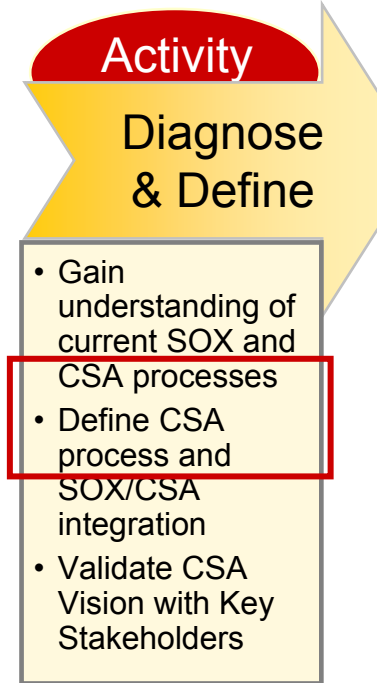 Activity
Diagnose
& Define
• Gain
understanding of
current SOX and
CSA processes
• Define CSA
process and
SOX/CSA
integration
• Validate CSA
Vision with Key
Stakeholders